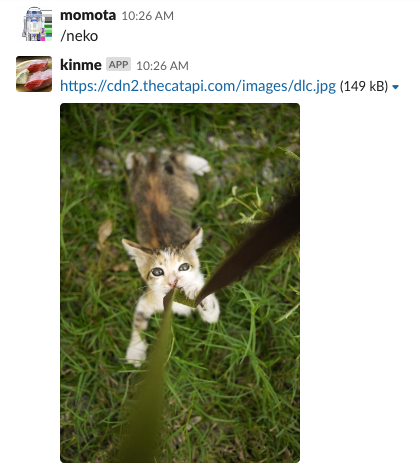 momota 10:26 AM
/neko
kinme APP 10:26 AM
https://cdn2.thecatapi.com/images/dlc.jpg (149 kB)